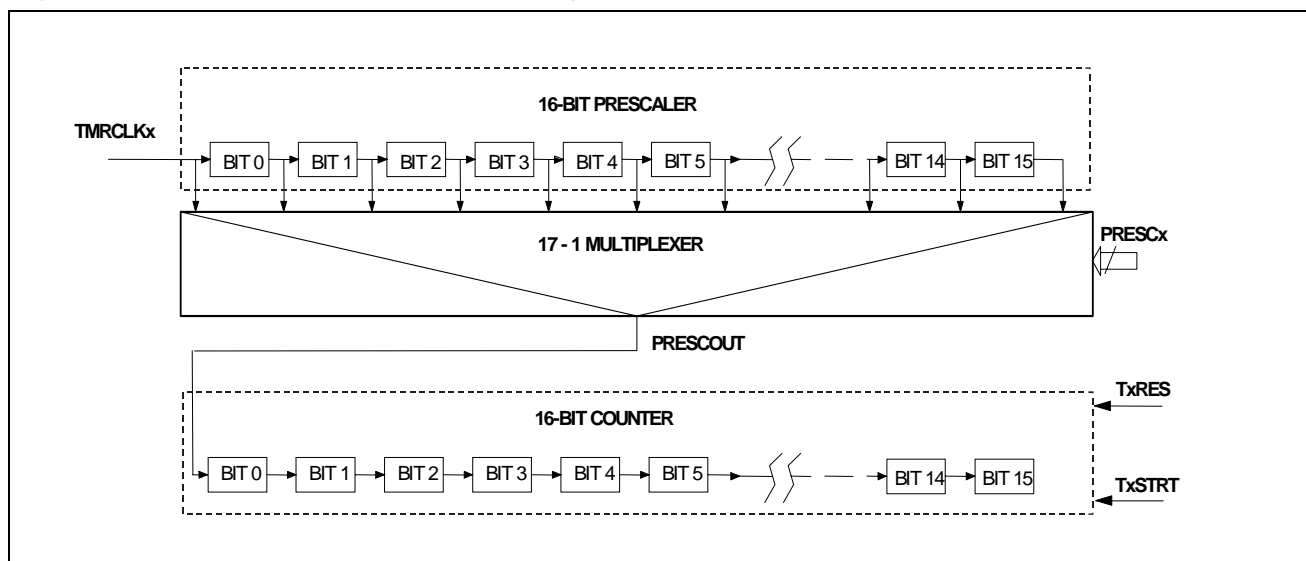 16-BIT PRESCALER
TMRCLKx
BIT 0 BIT 1 BIT 2 BIT 3 BIT 4 BIT 5 BIT 14 BIT 15
17 - 1 MULTIPLEXER
PRESCx
PRESCOUT
TxRES
16-BIT COUNTER
BIT 0 BIT 1 BIT 2 BIT 3 BIT 4 BIT 5 BIT 14 BIT 15
TxSTRT